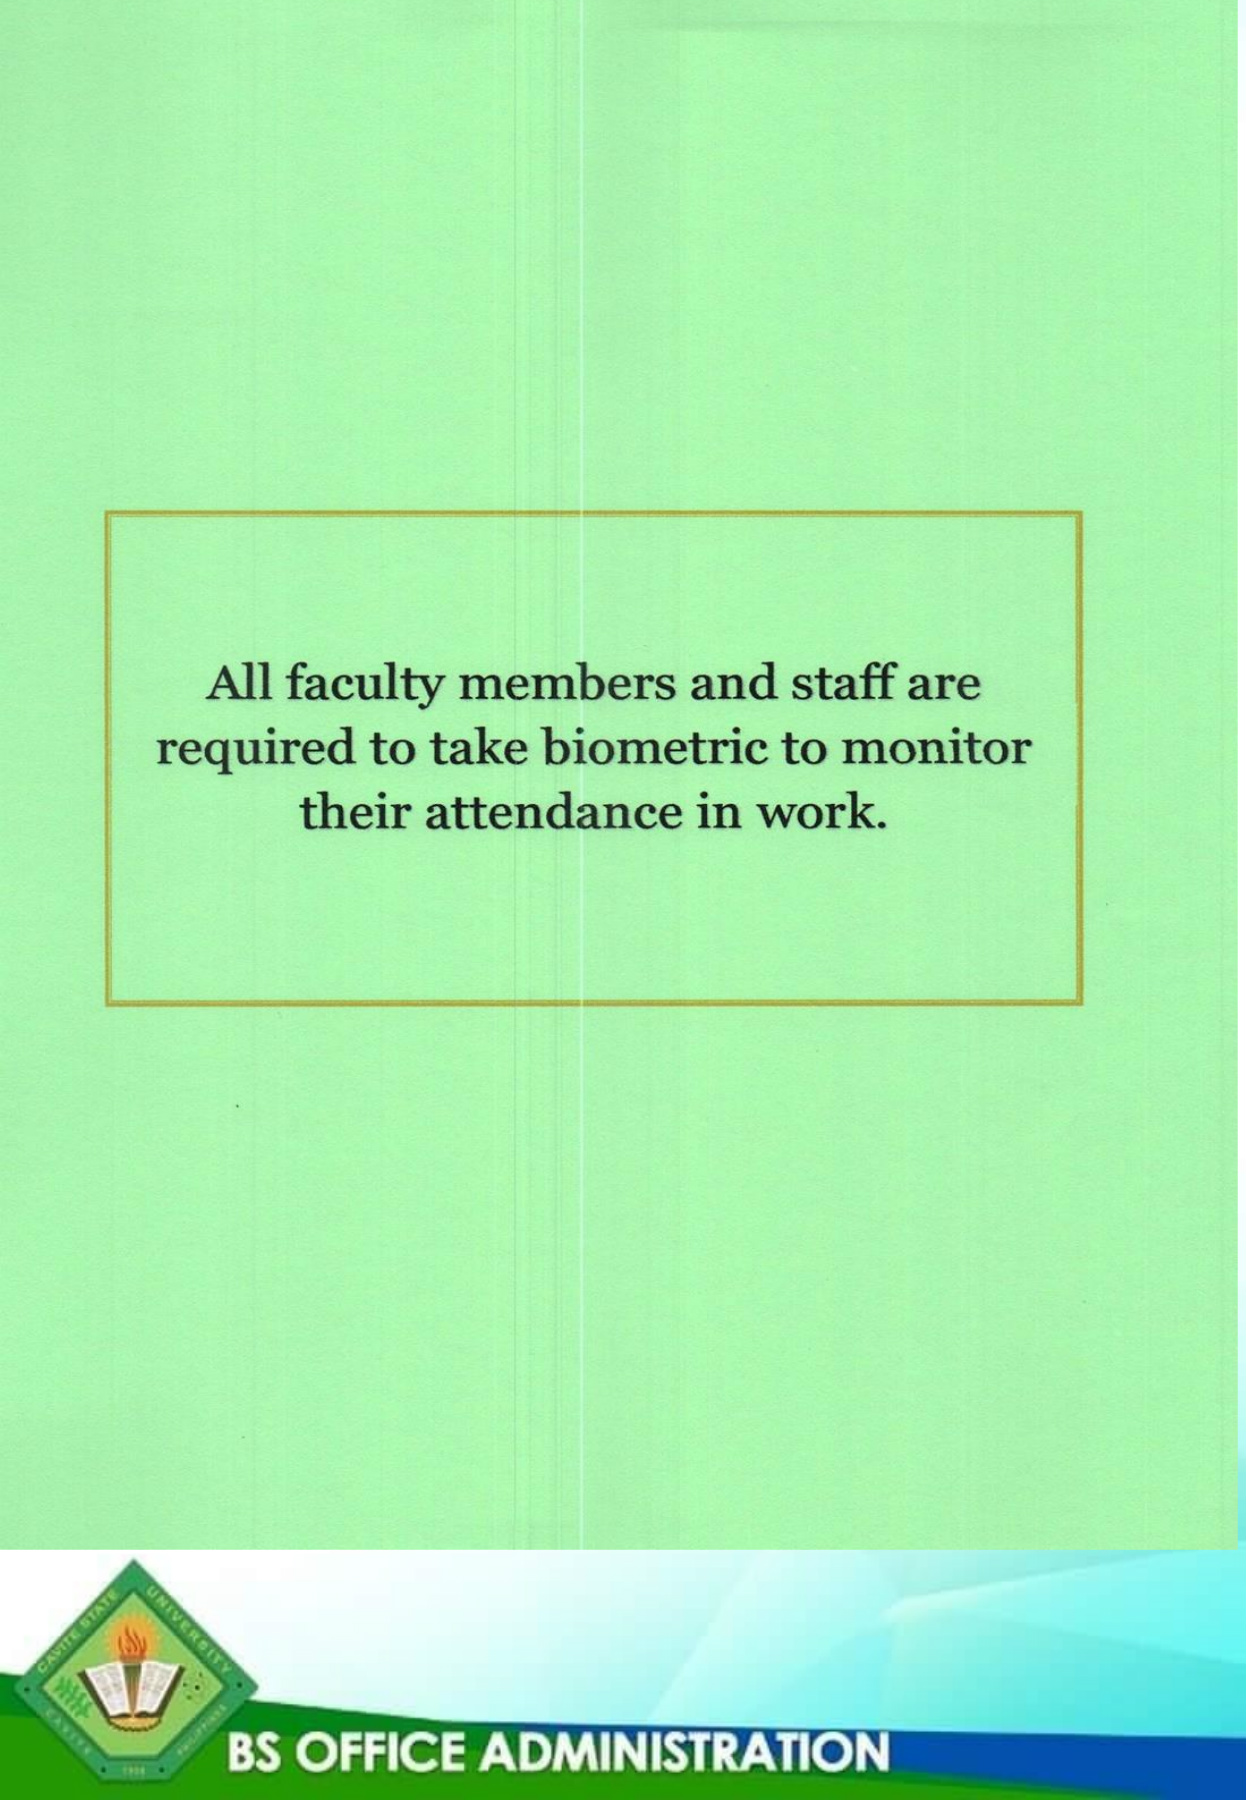 All faculty members and staff are
required to take biometric to monitor
their attendance in work.
CAVITE STATE UNIVERSITY
CAVITE PHILIPPINES
1906
BS OFFICE ADMINISTRATION